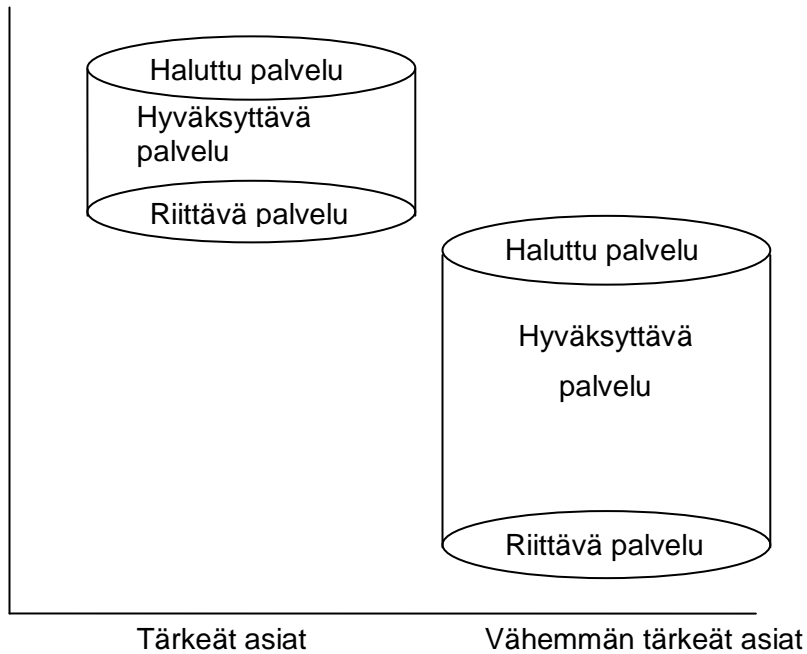 Haluttu palvelu
Hyväksyttävä
palvelu
Riittävä palvelu
Haluttu palvelu
Hyväksyttävä
palvelu
Riittävä palvelu
Tärkeät asiat
Vähemmän tärkeät asiat